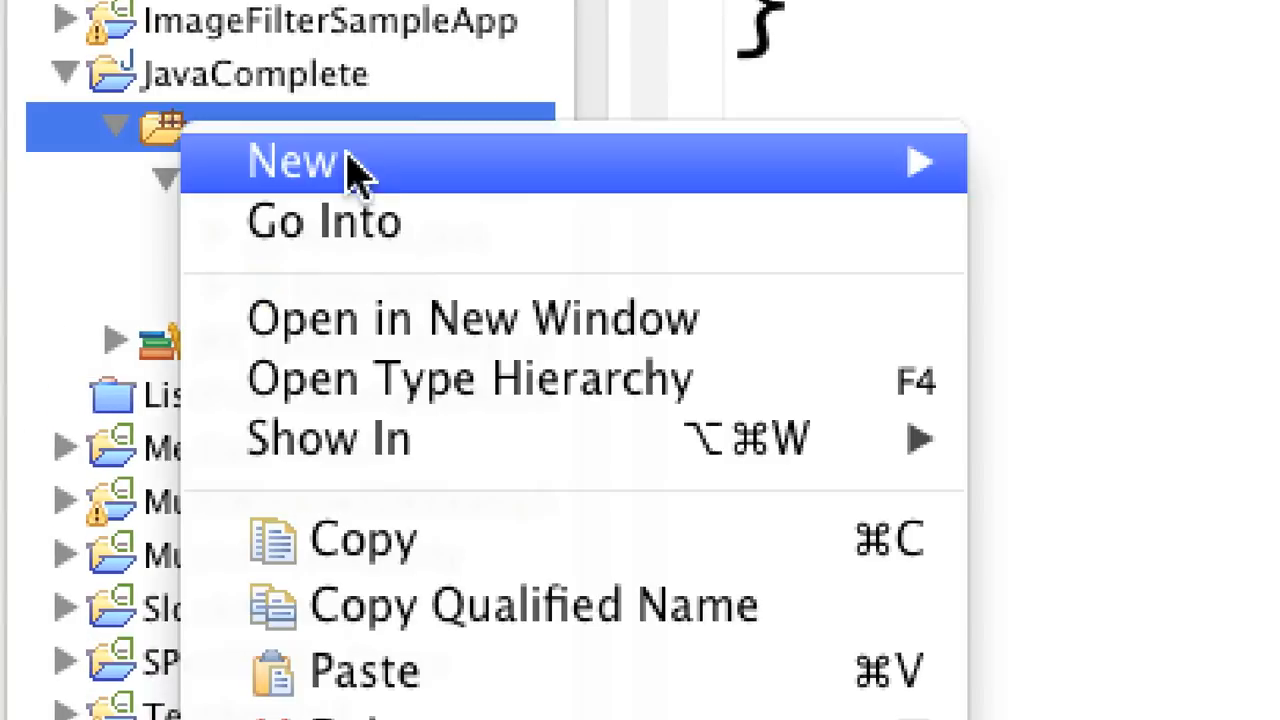 ImageFilterSampleApp
}
JavaComplete
New
Go Into
Open in New Window
Open Type Hierarchy F4
Show In ⌥⌘W
Lis
Me
Mu
Copy ⌘C
Mu
Copy Qualified Name
Slo
SP
Paste ⌘V
Te